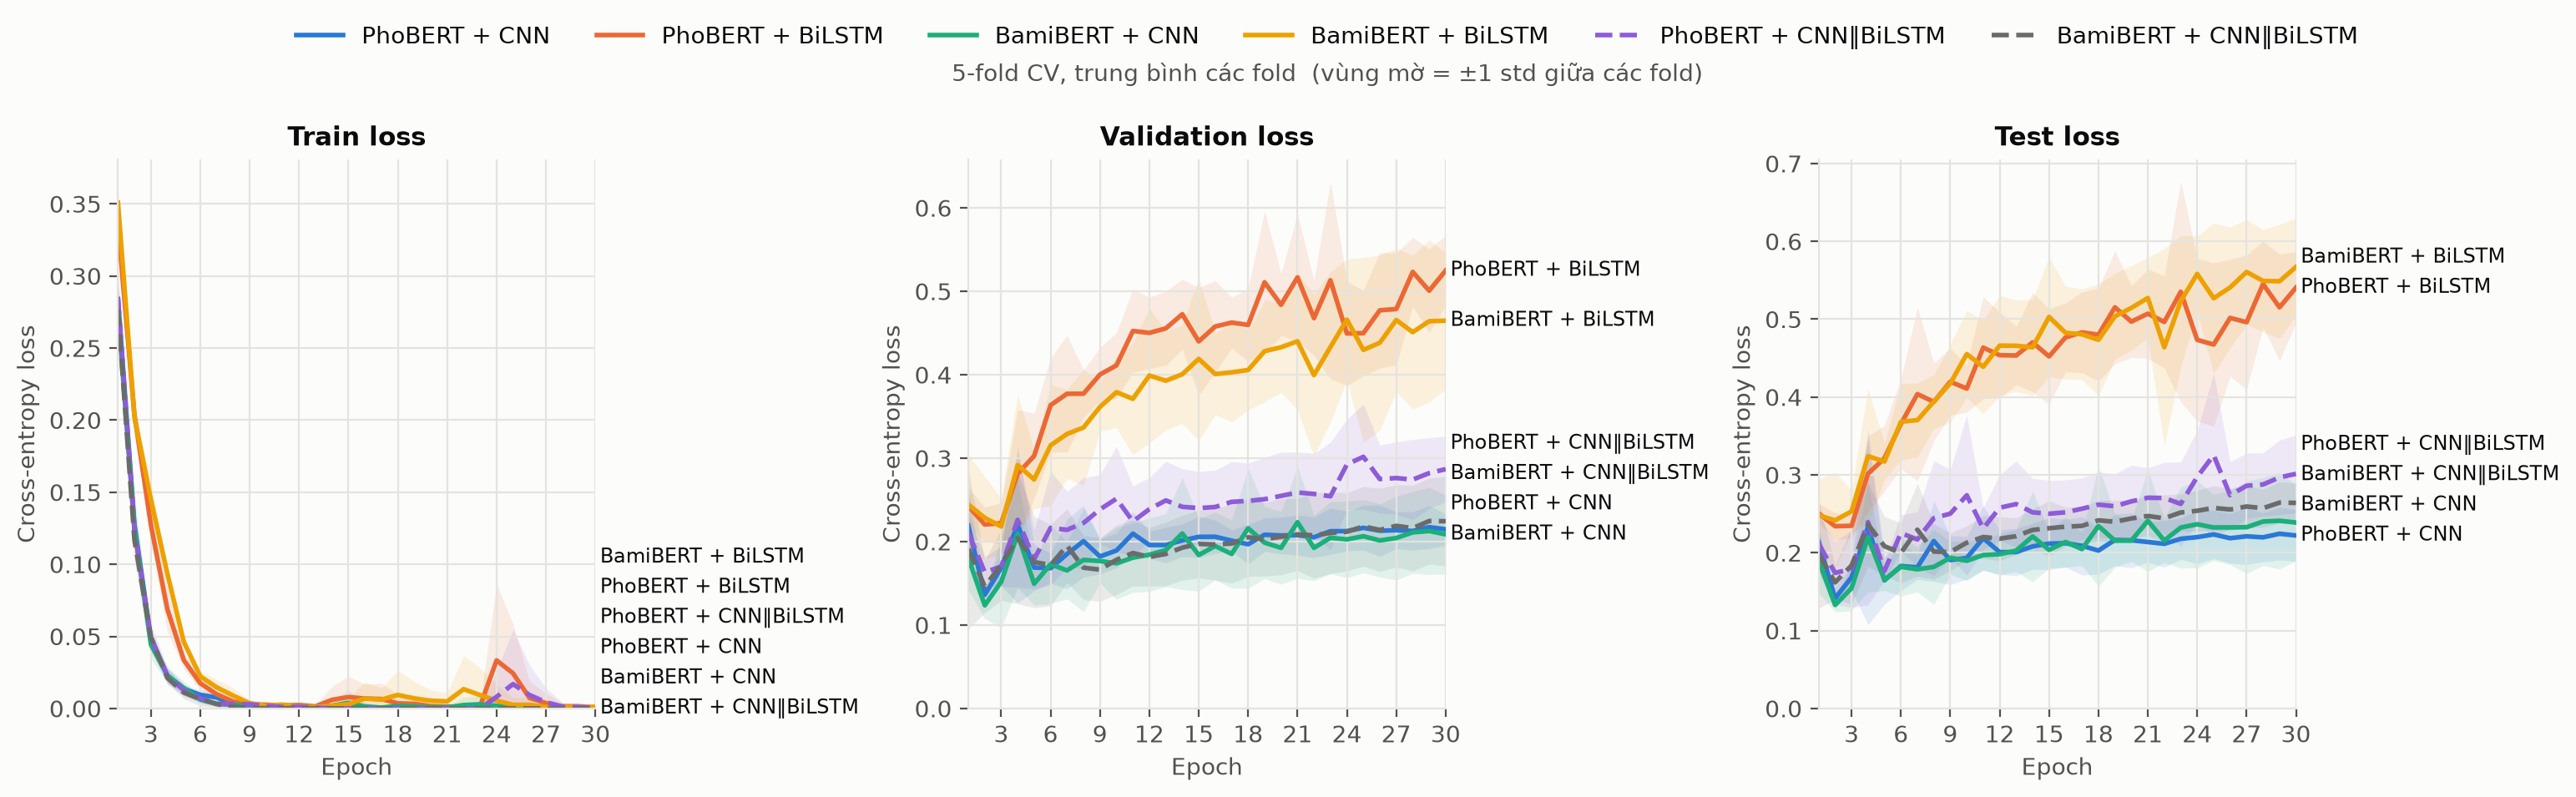 PhoBERT + CNN PhoBERT + BiLSTM BamiBERT + CNN BamiBERT + BiLSTM PhoBERT + CNN‖BiLSTM BamiBERT + CNN‖BiLSTM
5-fold CV, trung bình các fold (vùng mờ = ±1 std giữa các fold)
Train loss
Cross-entropy loss
0.35
0.30
0.25
0.20
0.15
0.10
0.05
0.00
3 6 9 12 15 18 21 24 27 30
Epoch
BamiBERT + BiLSTM
PhoBERT + BiLSTM
PhoBERT + CNN‖BiLSTM
PhoBERT + CNN
BamiBERT + CNN
BamiBERT + CNN‖BiLSTM
Validation loss
Cross-entropy loss
0.6
0.5
0.4
0.3
0.2
0.1
0.0
3 6 9 12 15 18 21 24 27 30
Epoch
PhoBERT + BiLSTM
BamiBERT + BiLSTM
PhoBERT + CNN‖BiLSTM
BamiBERT + CNN‖BiLSTM
PhoBERT + CNN
BamiBERT + CNN
Test loss
Cross-entropy loss
0.7
0.6
0.5
0.4
0.3
0.2
0.1
0.0
3 6 9 12 15 18 21 24 27 30
Epoch
BamiBERT + BiLSTM
PhoBERT + BiLSTM
PhoBERT + CNN‖BiLSTM
BamiBERT + CNN‖BiLSTM
BamiBERT + CNN
PhoBERT + CNN